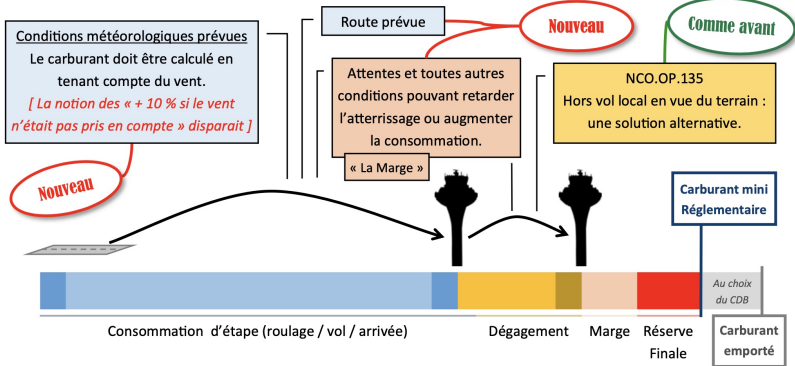 Conditions météorologiques prévues
Le carburant doit être calculé en
tenant compte du vent.
[ La notion des « + 10 % si le vent
n’était pas pris en compte » disparait ]
Nouveau
Route prévue
Nouveau
Attentes et toutes autres
conditions pouvant retarder
l’atterrissage ou augmenter
la consommation.
« La Marge »
Comme avant
NCO.OP.135
Hors vol local en vue du terrain :
une solution alternative.
Carburant mini
Réglementaire
Au choix
du CDB
Consommation d’étape (roulage / vol / arrivée)
Dégagement
Marge
Réserve
Finale
Carburant
emporté